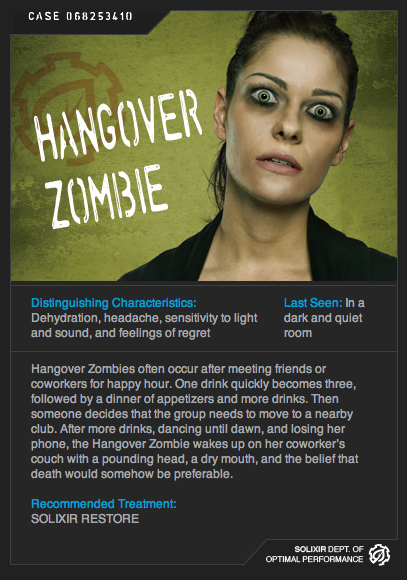 CASE 068253410
HANGOVER
ZOMBIE
Distinguishing Characteristics:
Dehydration, headache, sensitivity to light
and sound, and feelings of regret
Last Seen: In a
dark and quiet
room
Hangover Zombies often occur after meeting friends or
coworkers for happy hour. One drink quickly becomes three,
followed by a dinner of appetizers and more drinks. Then
someone decides that the group needs to move to a nearby
club. After more drinks, dancing until dawn, and losing her
phone, the Hangover Zombie wakes up on her coworker's
couch with a pounding head, a dry mouth, and the belief that
death would somehow be preferable.
Recommended Treatment:
SOLIXIR RESTORE
SOLIXIR DEPT. OF
OPTIMAL PERFORMANCE